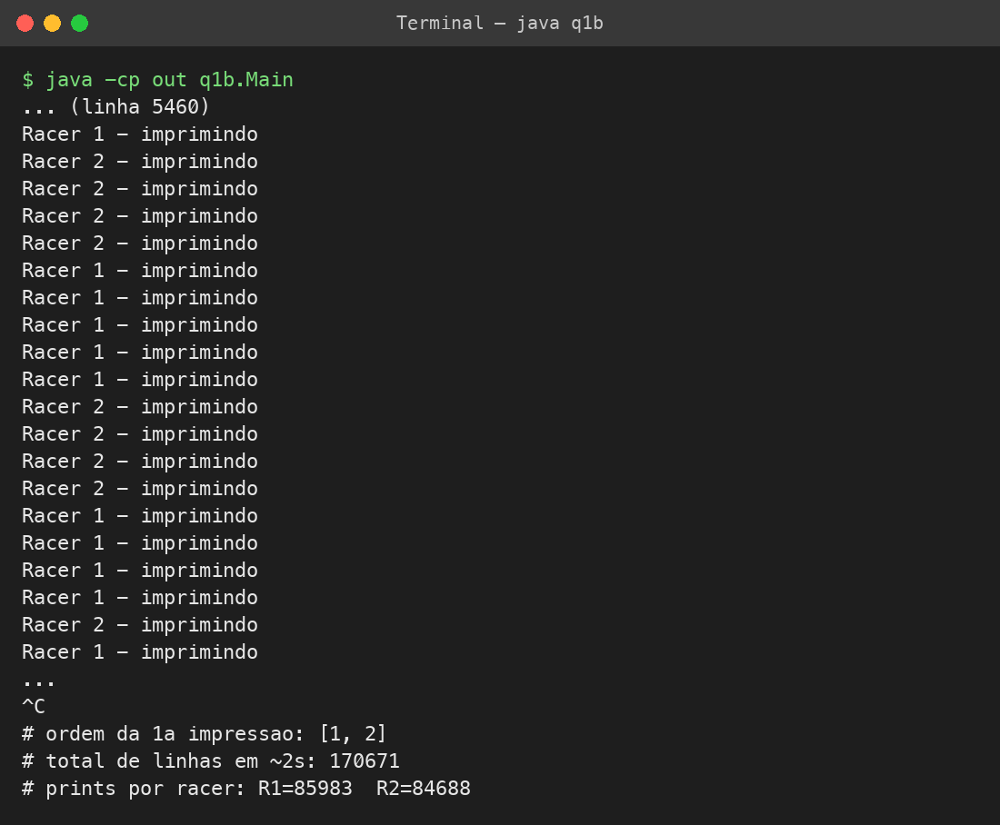 Terminal — java q1b
$ java -cp out q1b.Main
... (linha 5460)
Racer 1 - imprimindo
Racer 2 - imprimindo
Racer 2 - imprimindo
Racer 2 - imprimindo
Racer 2 - imprimindo
Racer 1 - imprimindo
Racer 1 - imprimindo
Racer 1 - imprimindo
Racer 1 - imprimindo
Racer 1 - imprimindo
Racer 2 - imprimindo
Racer 2 - imprimindo
Racer 2 - imprimindo
Racer 2 - imprimindo
Racer 1 - imprimindo
Racer 1 - imprimindo
Racer 1 - imprimindo
Racer 1 - imprimindo
Racer 2 - imprimindo
Racer 1 - imprimindo
...
^C
# ordem da 1a impressao: [1, 2]
# total de linhas em ~2s: 170671
# prints por racer: R1=85983  R2=84688